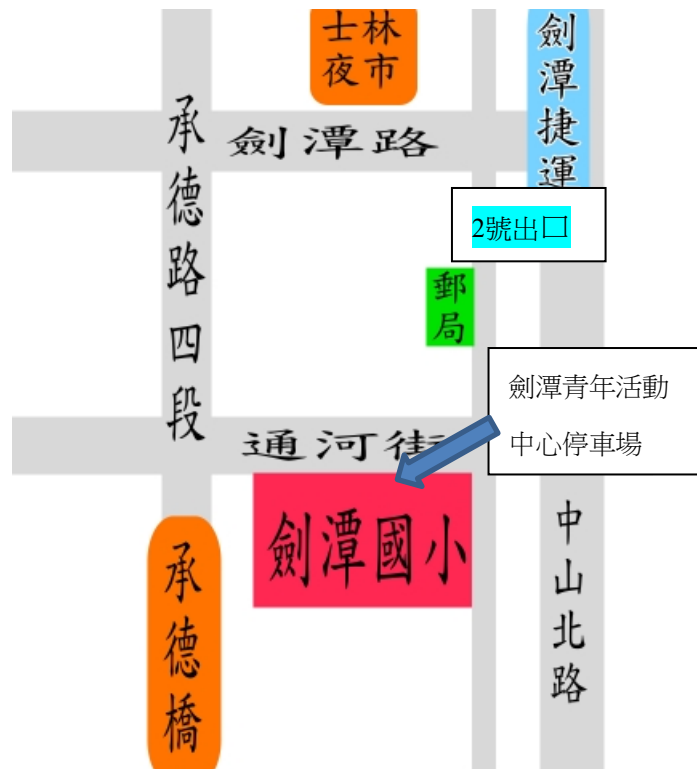 士林
夜市
劍潭捷運
承德路四段
劍潭路
2號出口
郵局
劍潭青年活動
中心停車場
通河街
劍潭國小
中山北路
承德橋